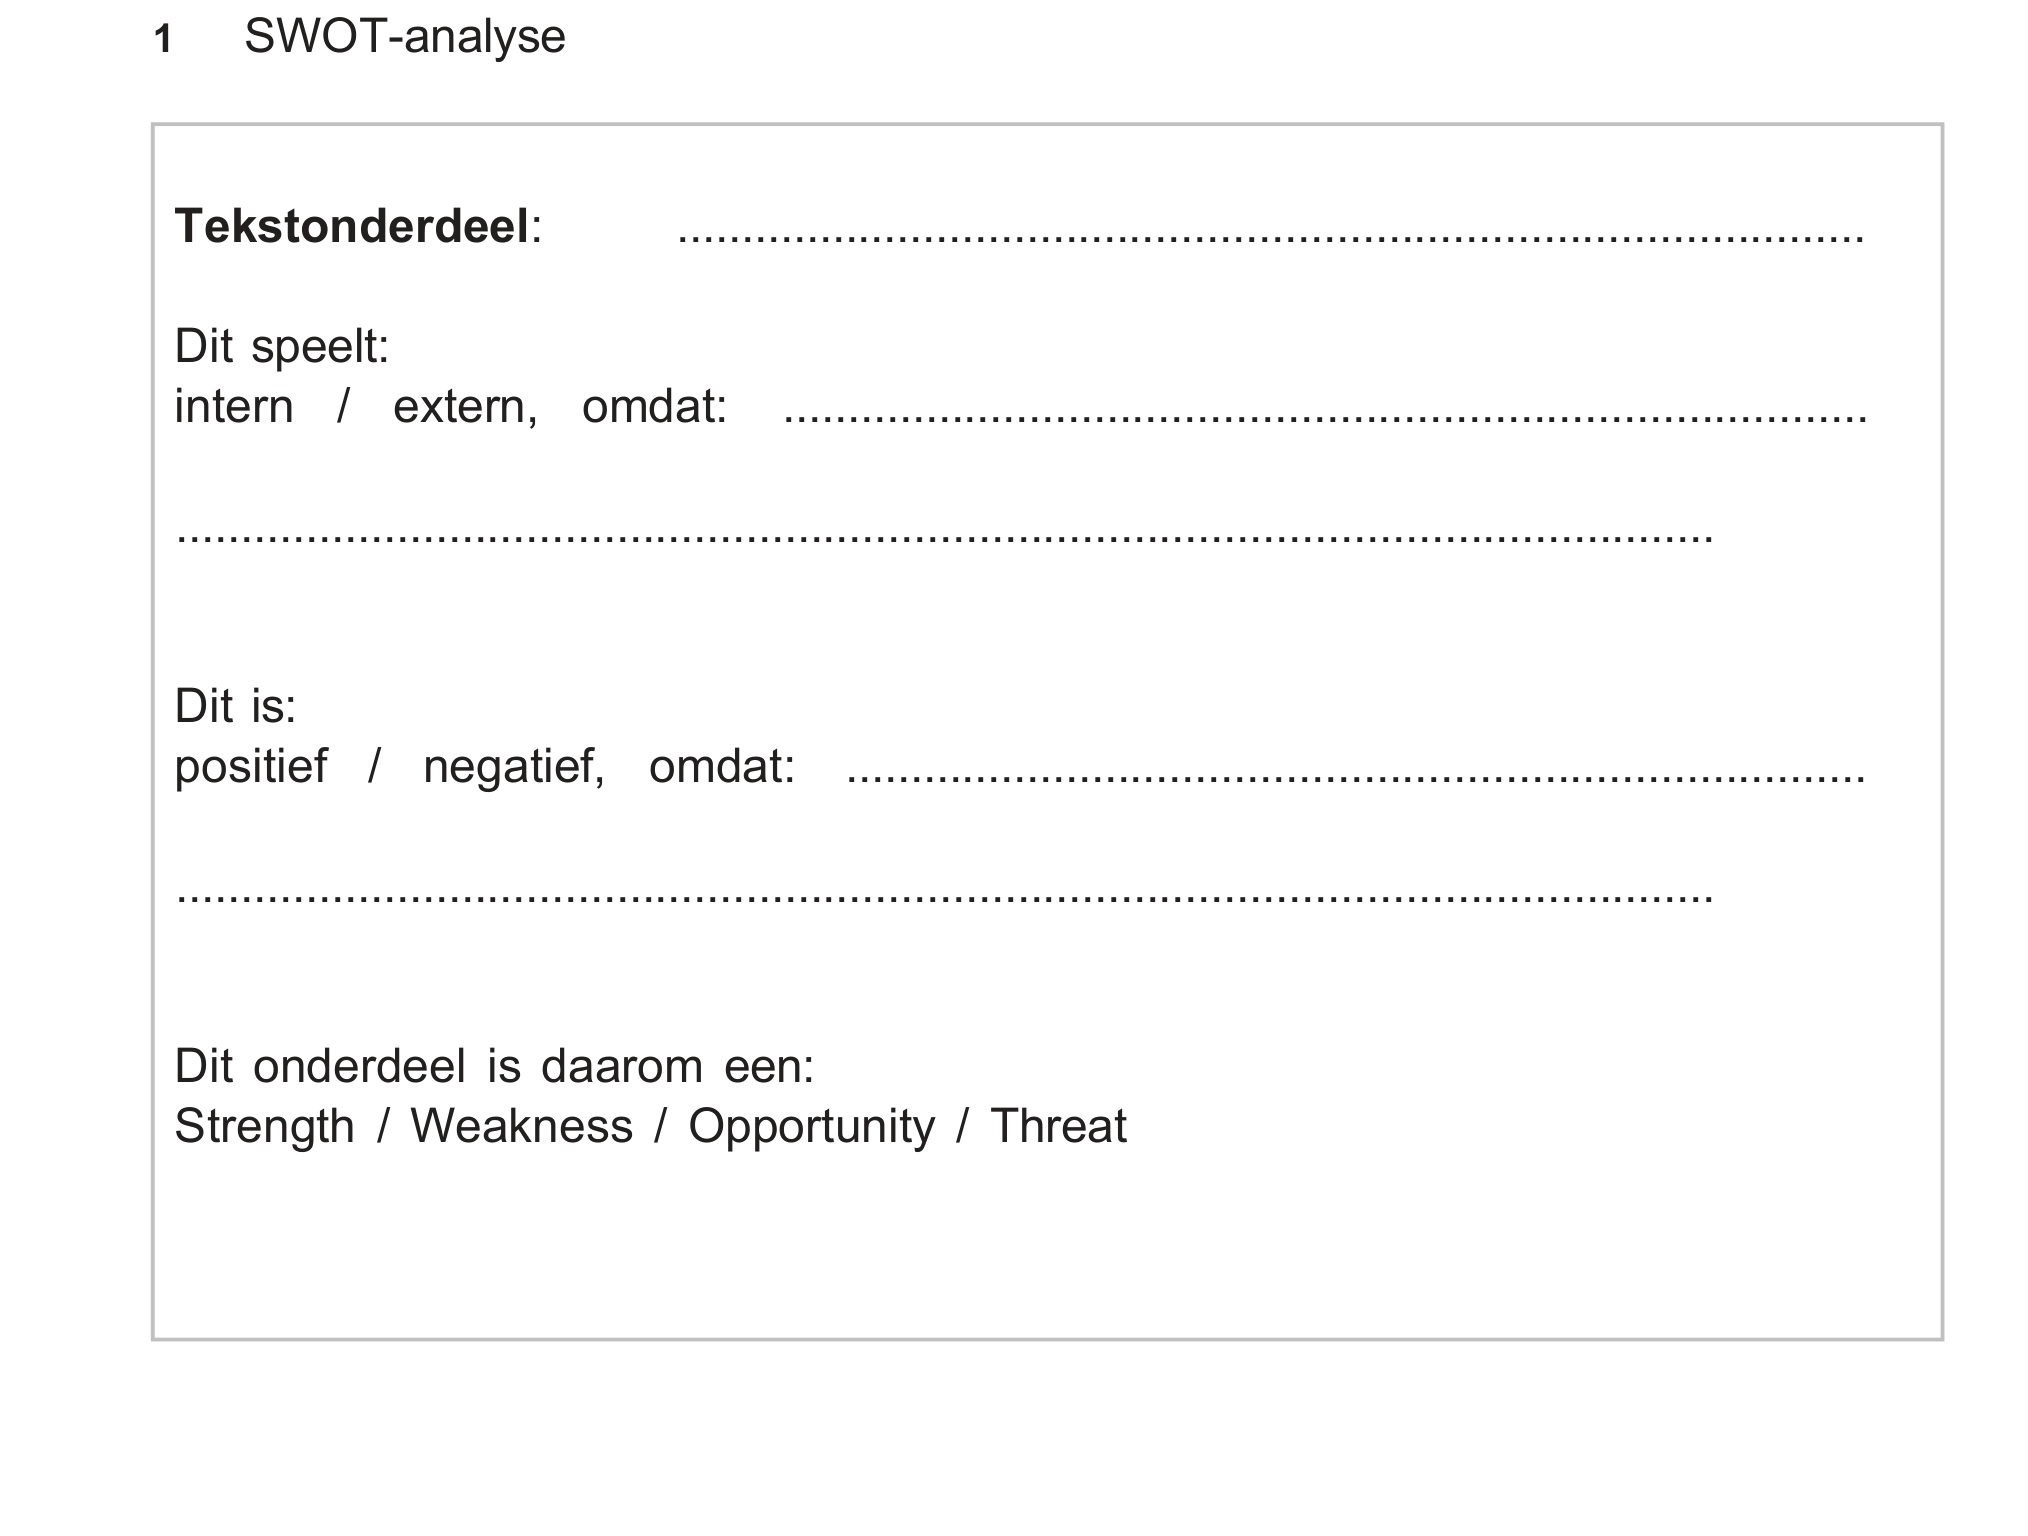 1 SWOT-analyse
Tekstonderdeel: ............................................................................................
Dit speelt:
intern / extern, omdat: ....................................................................................
.......................................................................................................................
Dit is:
positief / negatief, omdat: ...............................................................................
.......................................................................................................................
Dit onderdeel is daarom een:
Strength / Weakness / Opportunity / Threat